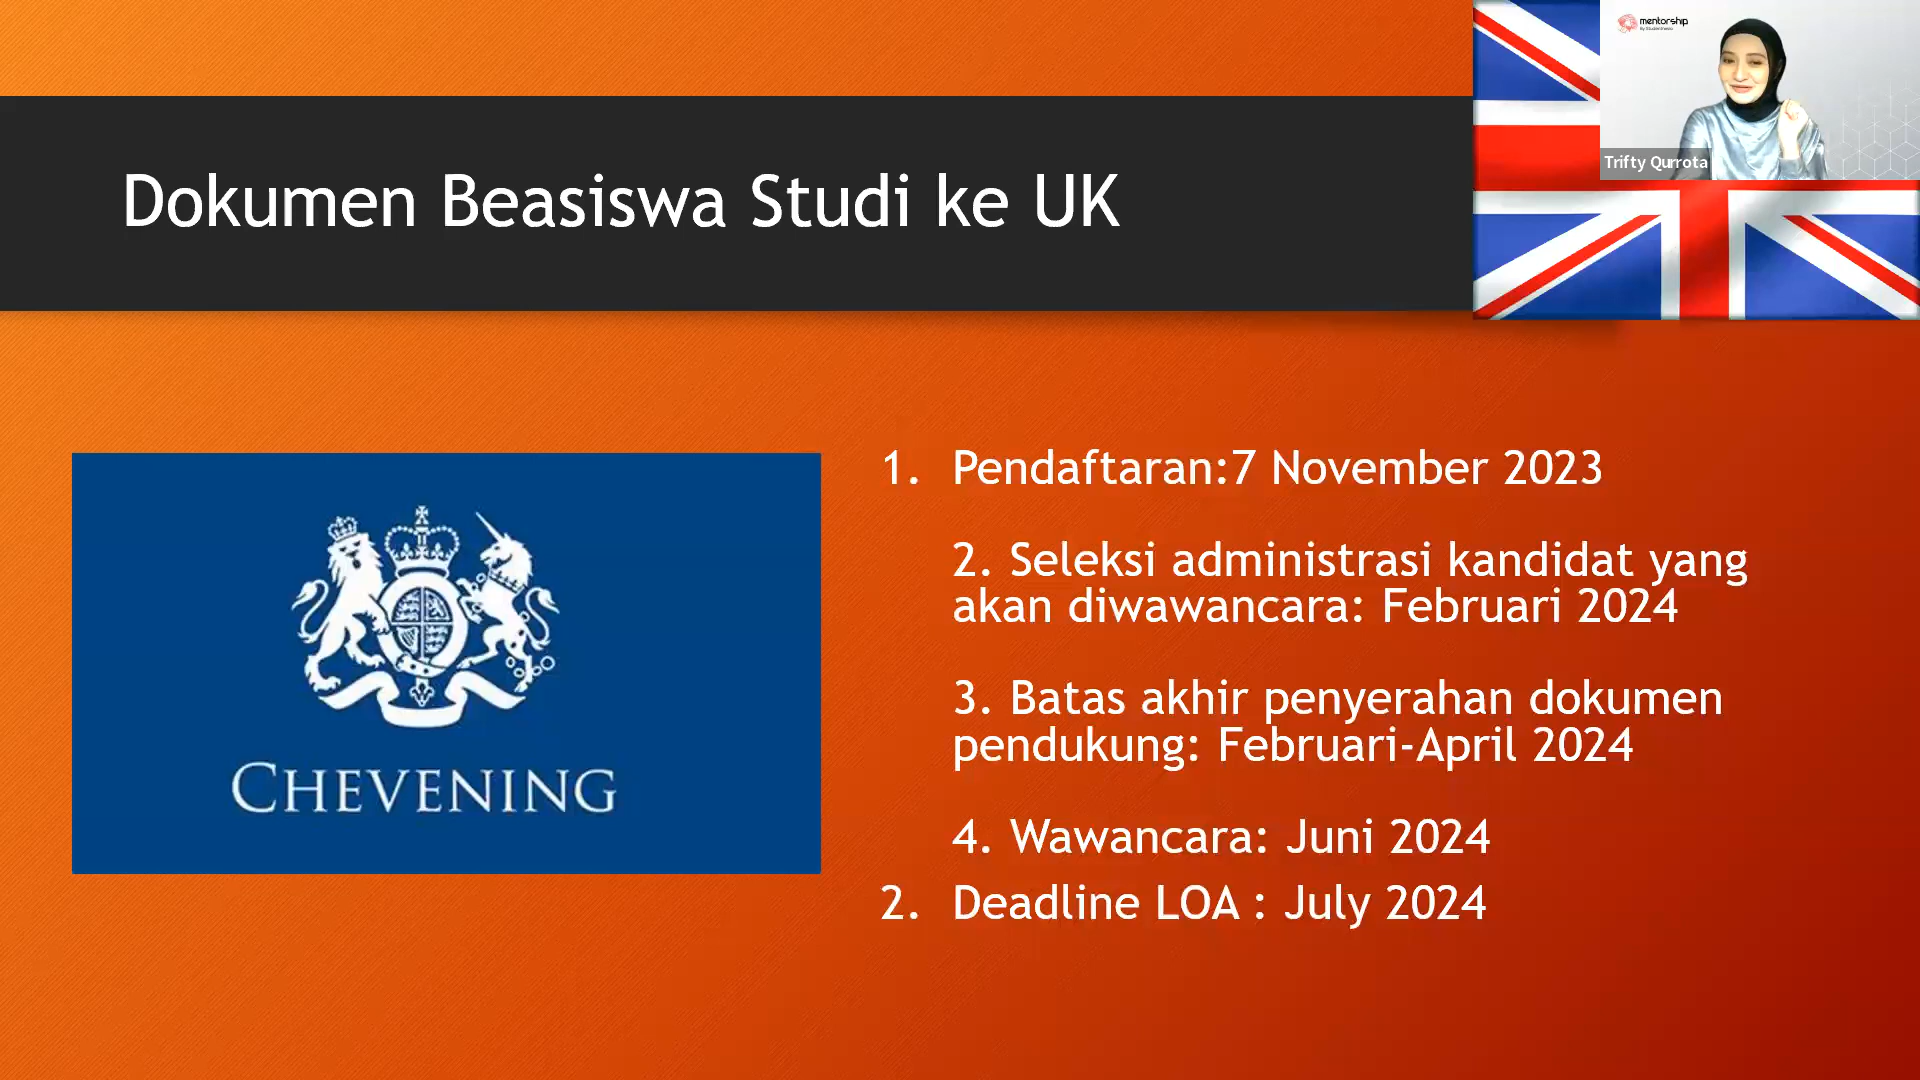 mentorship
Trifty Qurrota
Dokumen Beasiswa Studi ke UK
CHEVENING
1. Pendaftaran:7 November 2023
2. Seleksi administrasi kandidat yang
akan diwawancara: Februari 2024
3. Batas akhir penyerahan dokumen
pendukung: Februari-April 2024
4. Wawancara: Juni 2024
2. Deadline LOA : July 2024